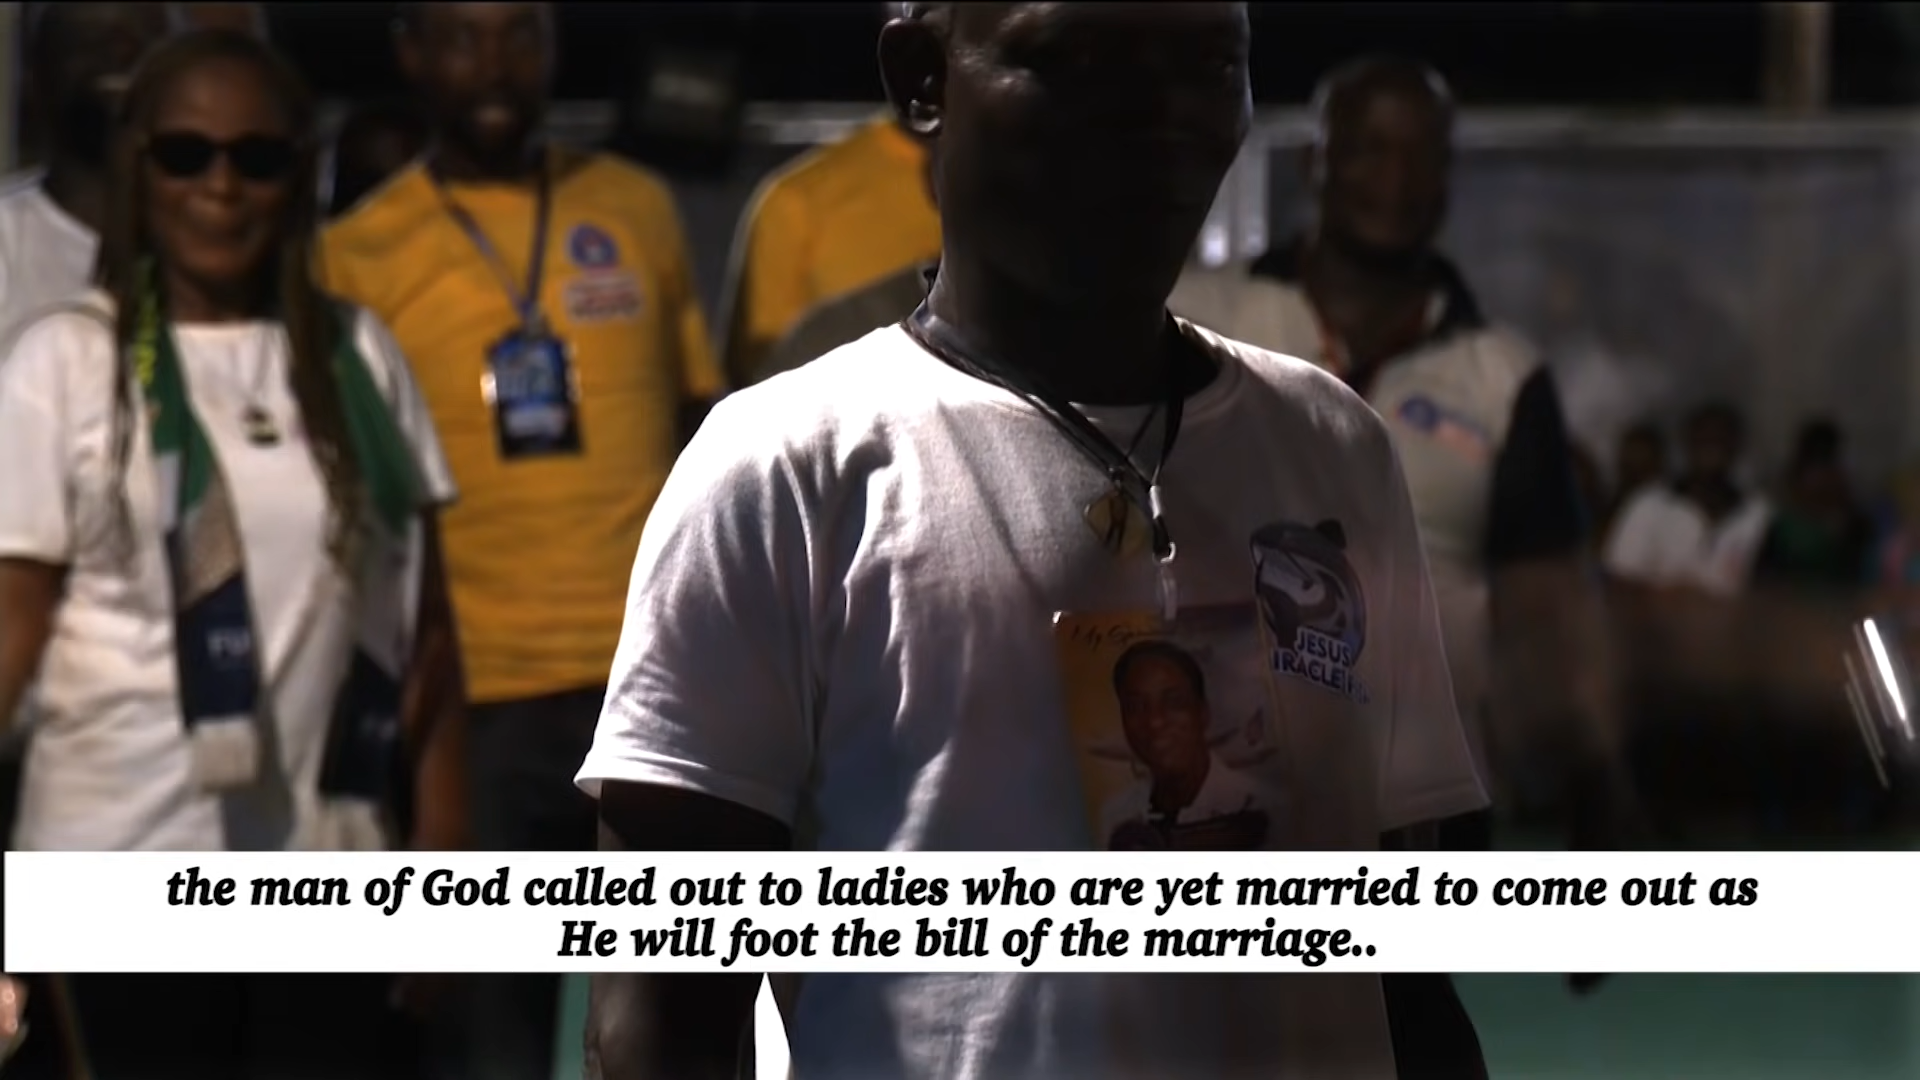 JESUS
the man of God called out to ladies who are yet married to come out as
He will foot the bill of the marriage..